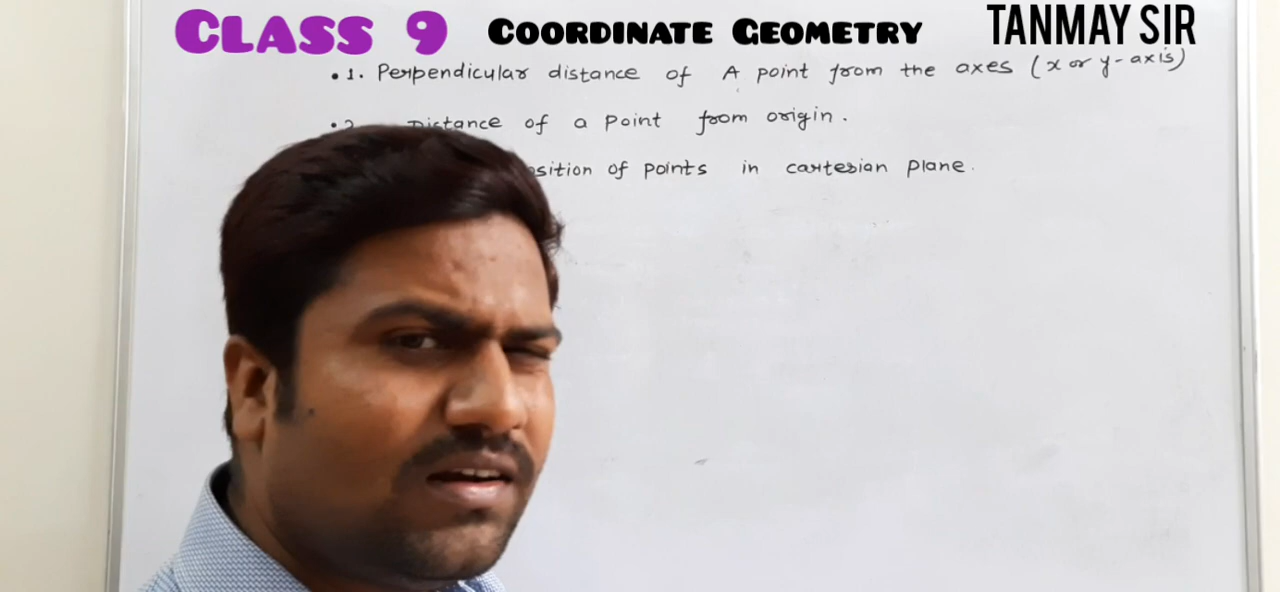 CLASS 9 COORDINATE GEOMETRY TANMAY SIR
• 1. Perpendicular distance of A point from the axes (x or y-axis)
• 2 Distance of a point from origin.
of points in cartesian plane.